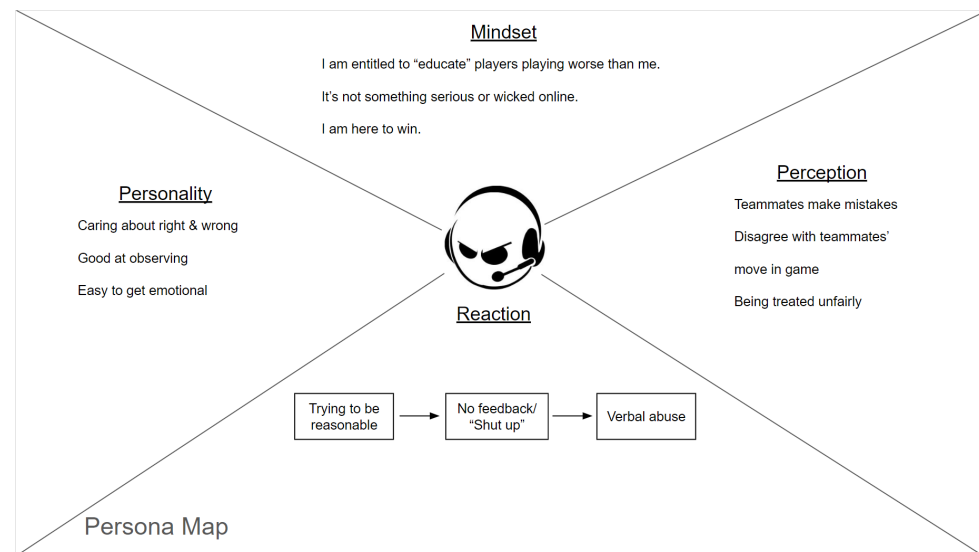 Mindset
I am entitled to “educate” players playing worse than me.
It’s not something serious or wicked online.
I am here to win.
Personality
Caring about right & wrong
Good at observing
Easy to get emotional
Perception
Teammates make mistakes
Disagree with teammates’
move in game
Being treated unfairly
Reaction
Trying to be
reasonable
No feedback/
“Shut up”
Verbal abuse
Persona Map